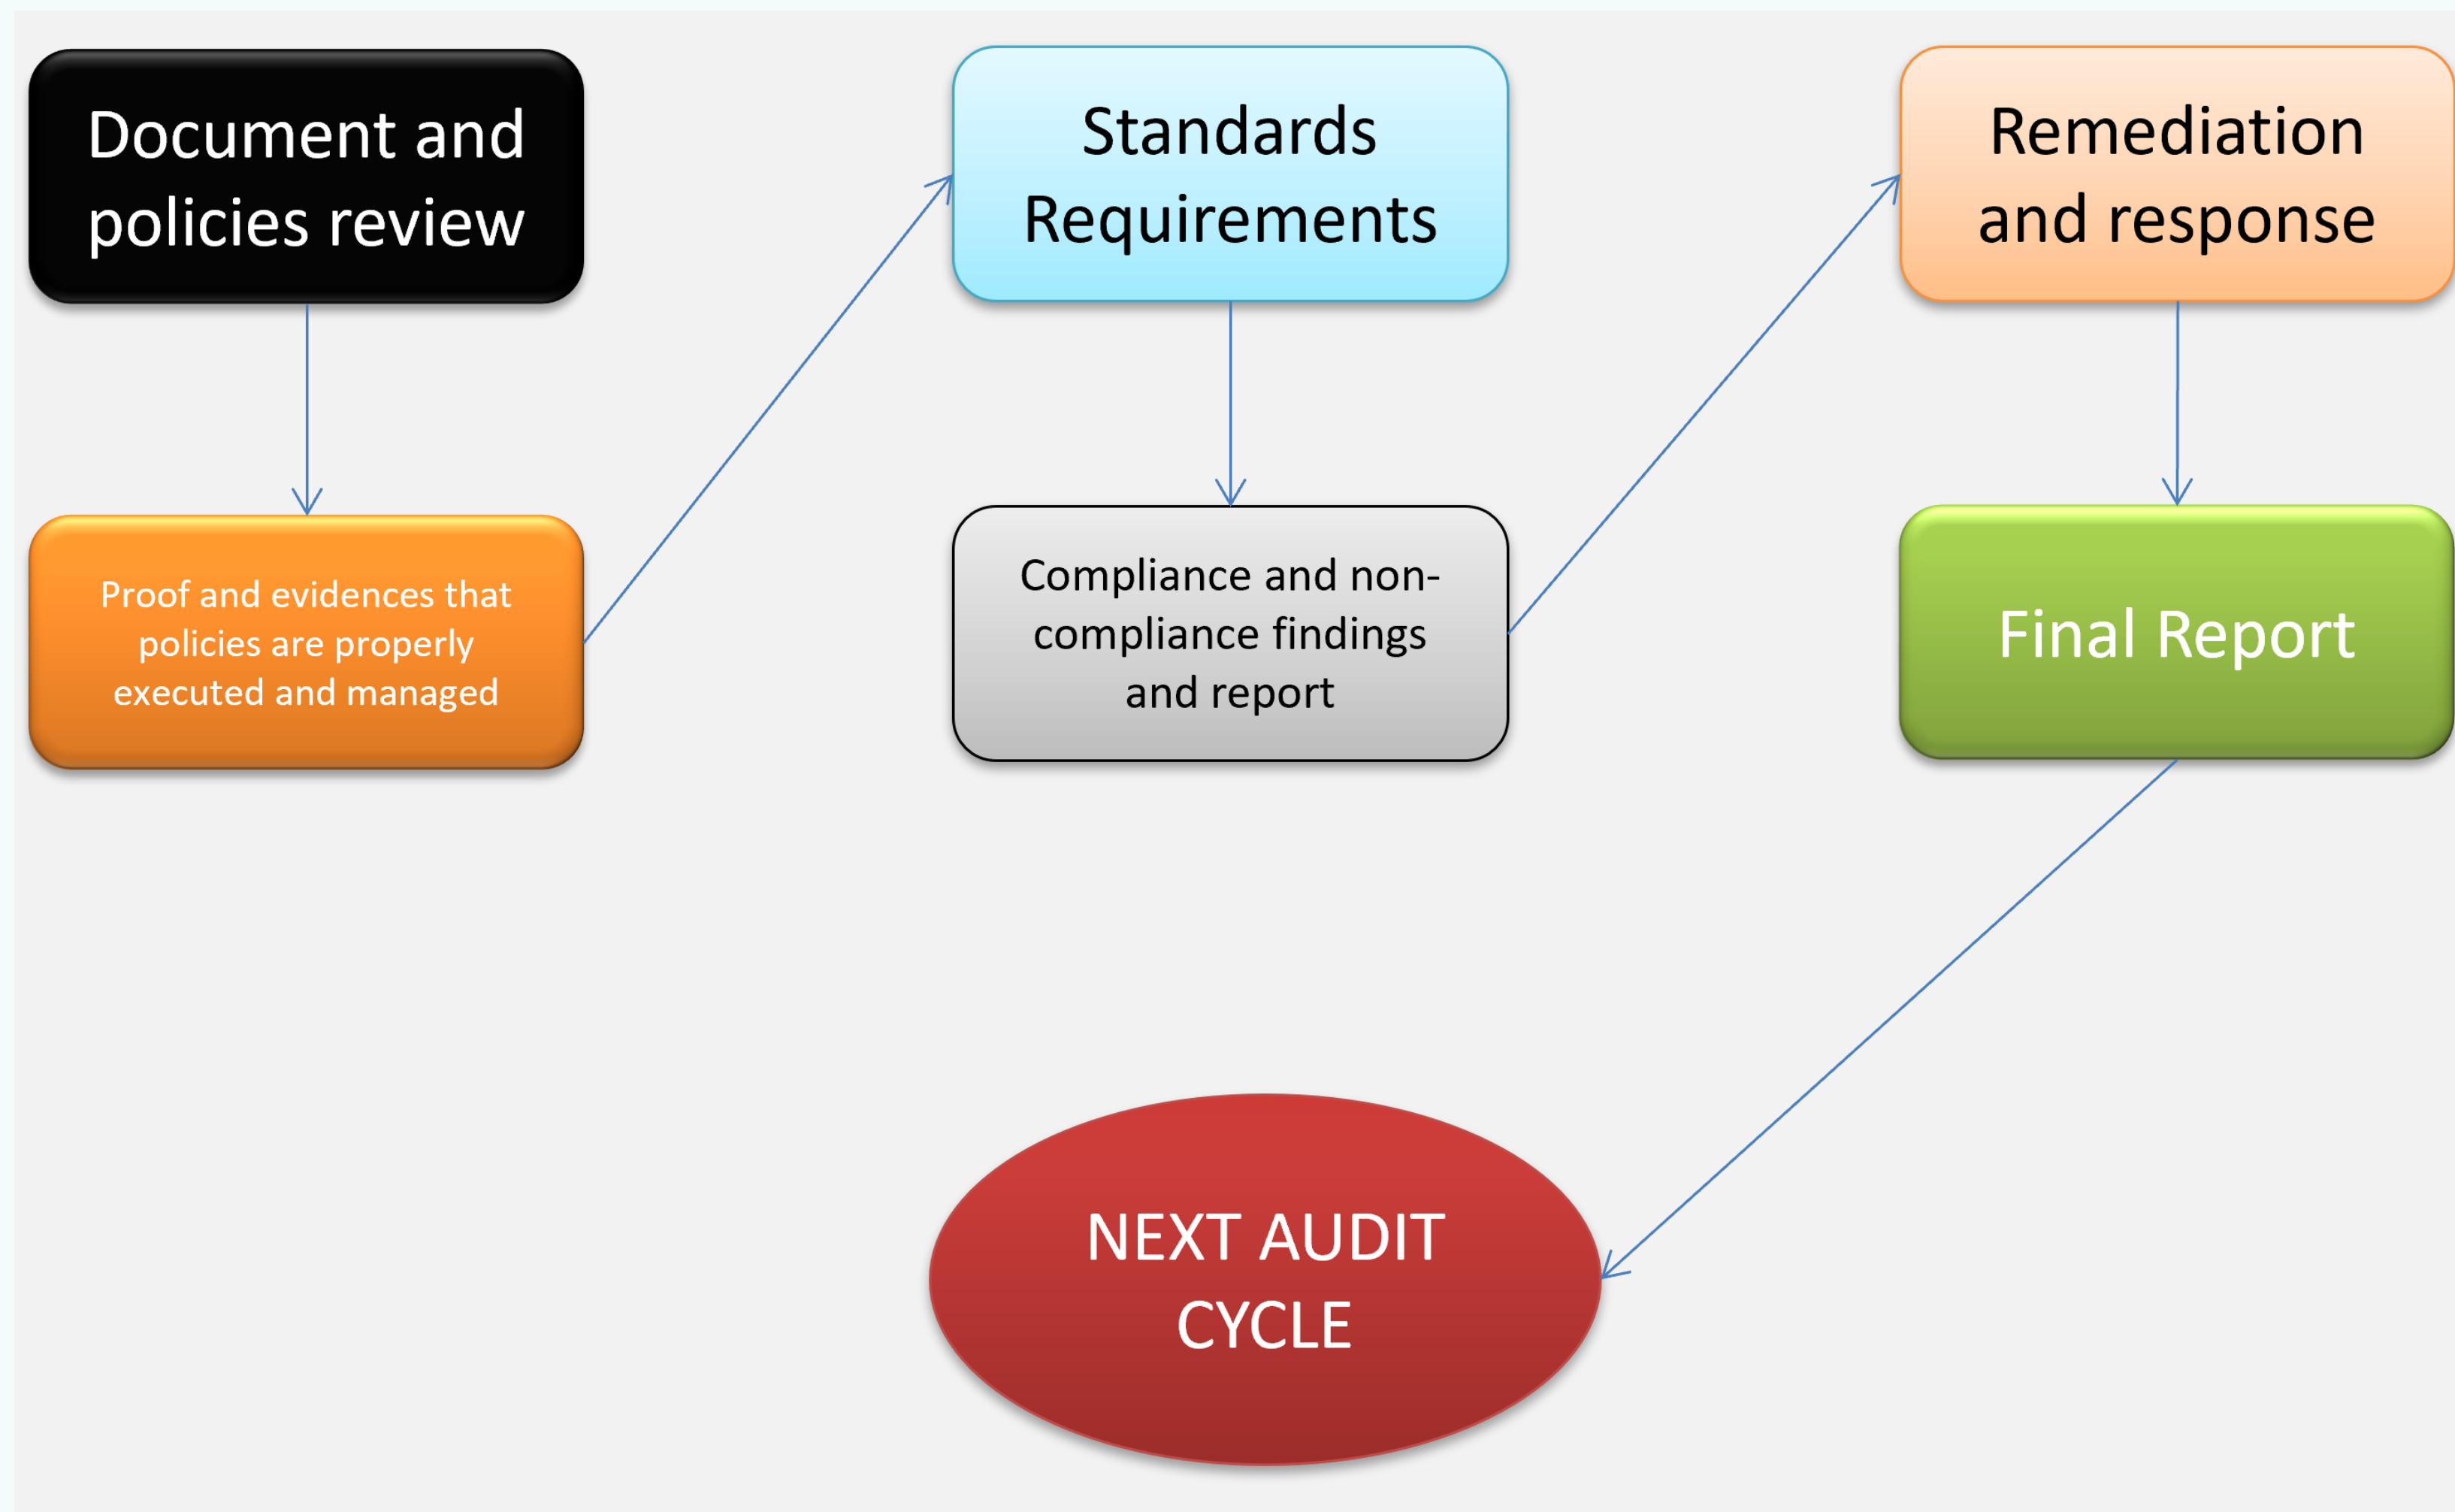 Document and
policies review
Proof and evidences that
policies are properly
executed and managed
Standards
Requirements
Compliance and non-
compliance findings
and report
Remediation
and response
Final Report
NEXT AUDIT
CYCLE